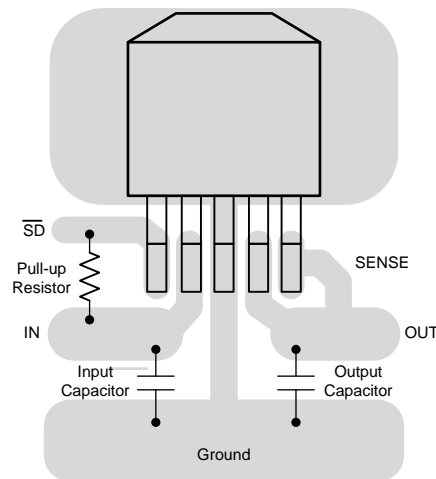 SD
Pull-up
Resistor
SENSE
IN
OUT
Input
Capacitor
Output
Capacitor
Ground